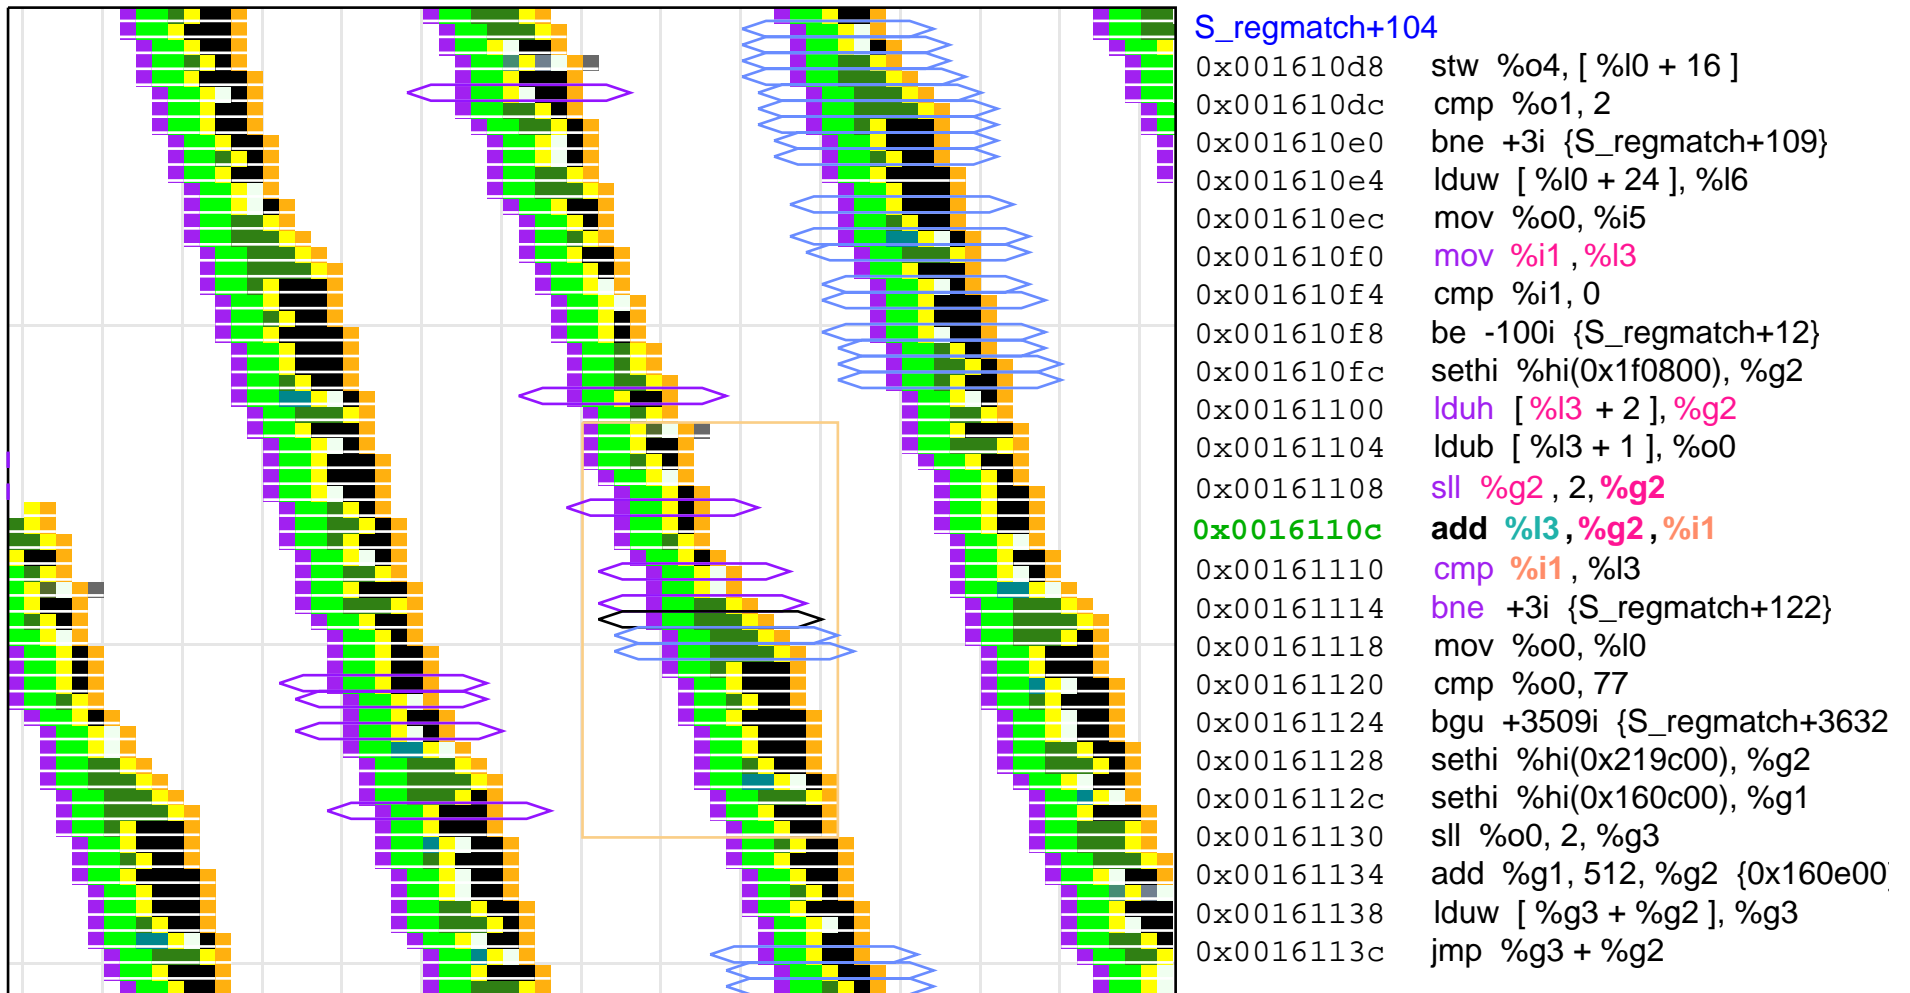 S_regmatch+104
0x001610d8 stw %o4, [ %l0 + 16 ]
0x001610dc cmp %o1, 2
0x001610e0 bne +3i {S_regmatch+109}
0x001610e4 lduw [ %l0 + 24 ], %l6
0x001610ec mov %o0, %i5
0x001610f0 mov %i1 , %l3
0x001610f4 cmp %i1, 0
0x001610f8 be -100i {S_regmatch+12}
0x001610fc sethi %hi(0x1f0800), %g2
0x00161100 lduh [ %l3 + 2 ], %g2
0x00161104 ldub [ %l3 + 1 ], %o0
0x00161108 sll %g2 , 2, %g2
0x0016110c add %l3 , %g2 , %i1
0x00161110 cmp %i1 , %l3
0x00161114 bne +3i {S_regmatch+122}
0x00161118 mov %o0, %l0
0x00161120 cmp %o0, 77
0x00161124 bgu +3509i {S_regmatch+3632
0x00161128 sethi %hi(0x219c00), %g2
0x0016112c sethi %hi(0x160c00), %g1
0x00161130 sll %o0, 2, %g3
0x00161134 add %g1, 512, %g2 {0x160e00}
0x00161138 lduw [ %g3 + %g2 ], %g3
0x0016113c jmp %g3 + %g2